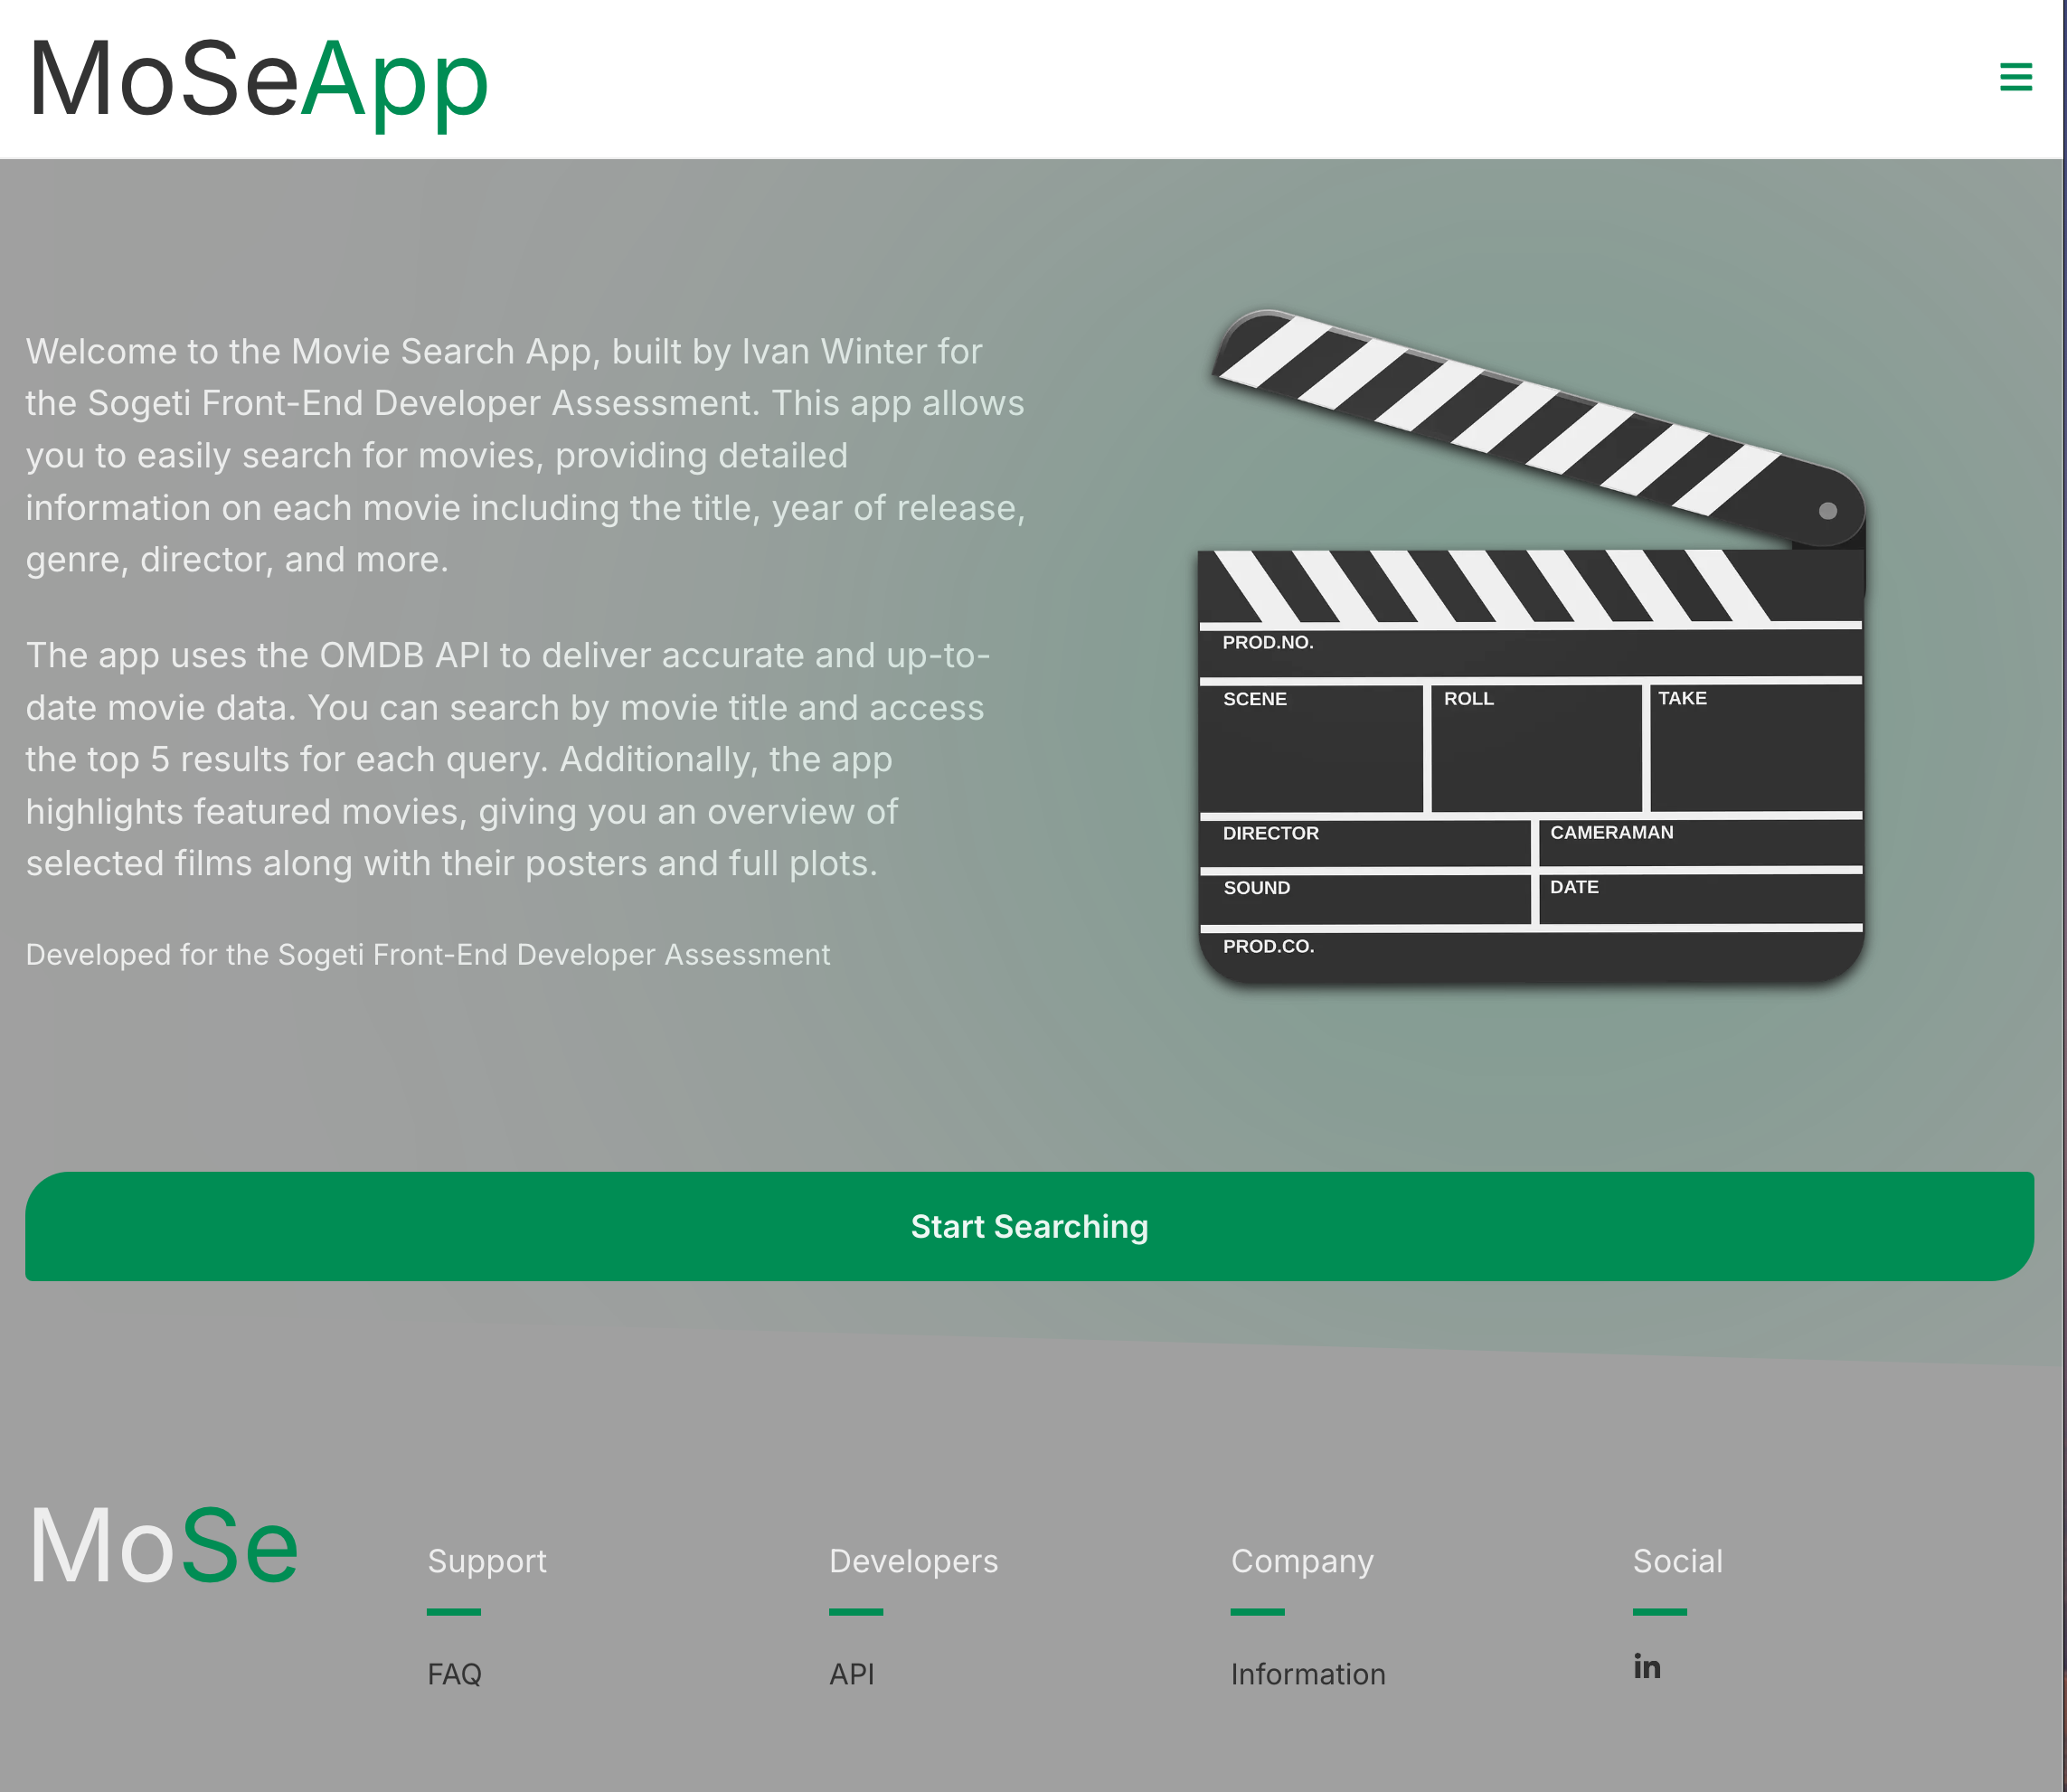 MoSeApp
Welcome to the Movie Search App, built by Ivan Winter for
the Sogeti Front-End Developer Assessment. This app allows
you to easily search for movies, providing detailed
information on each movie including the title, year of release,
genre, director, and more.
The app uses the OMDB API to deliver accurate and up-to-
date movie data. You can search by movie title and access
the top 5 results for each query. Additionally, the app
highlights featured movies, giving you an overview of
selected films along with their posters and full plots.
Developed for the Sogeti Front-End Developer Assessment
PROD.NO.
SCENE ROLL TAKE
DIRECTOR CAMERAMAN
SOUND DATE
PROD.CO.
Start Searching
MoSe
Support
FAQ
Developers
API
Company
Information
Social
in